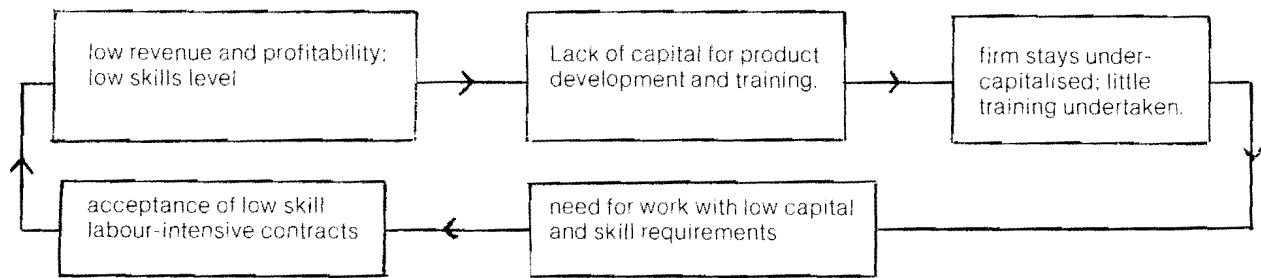 low revenue and profitability;
low skills level
Lack of capital for product
development and training.
firm stays under-
capitalised; little
training undertaken.
acceptance of low skill
labour-intensive contracts
need for work with low capital
and skill requirements